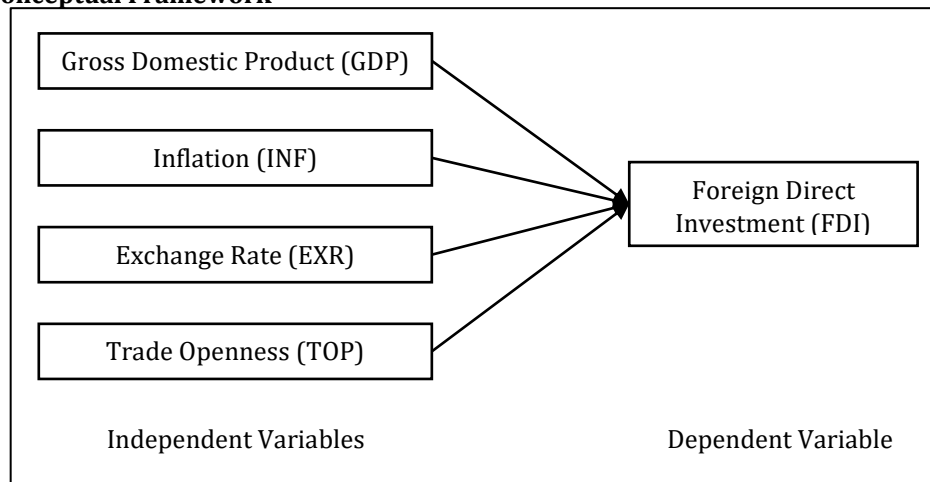 onceptual Framework
Gross Domestic Product (GDP)
Inflation (INF)
Foreign Direct
Investment (FDI)
Exchange Rate (EXR)
Trade Openness (TOP)
Independent Variables
Dependent Variable